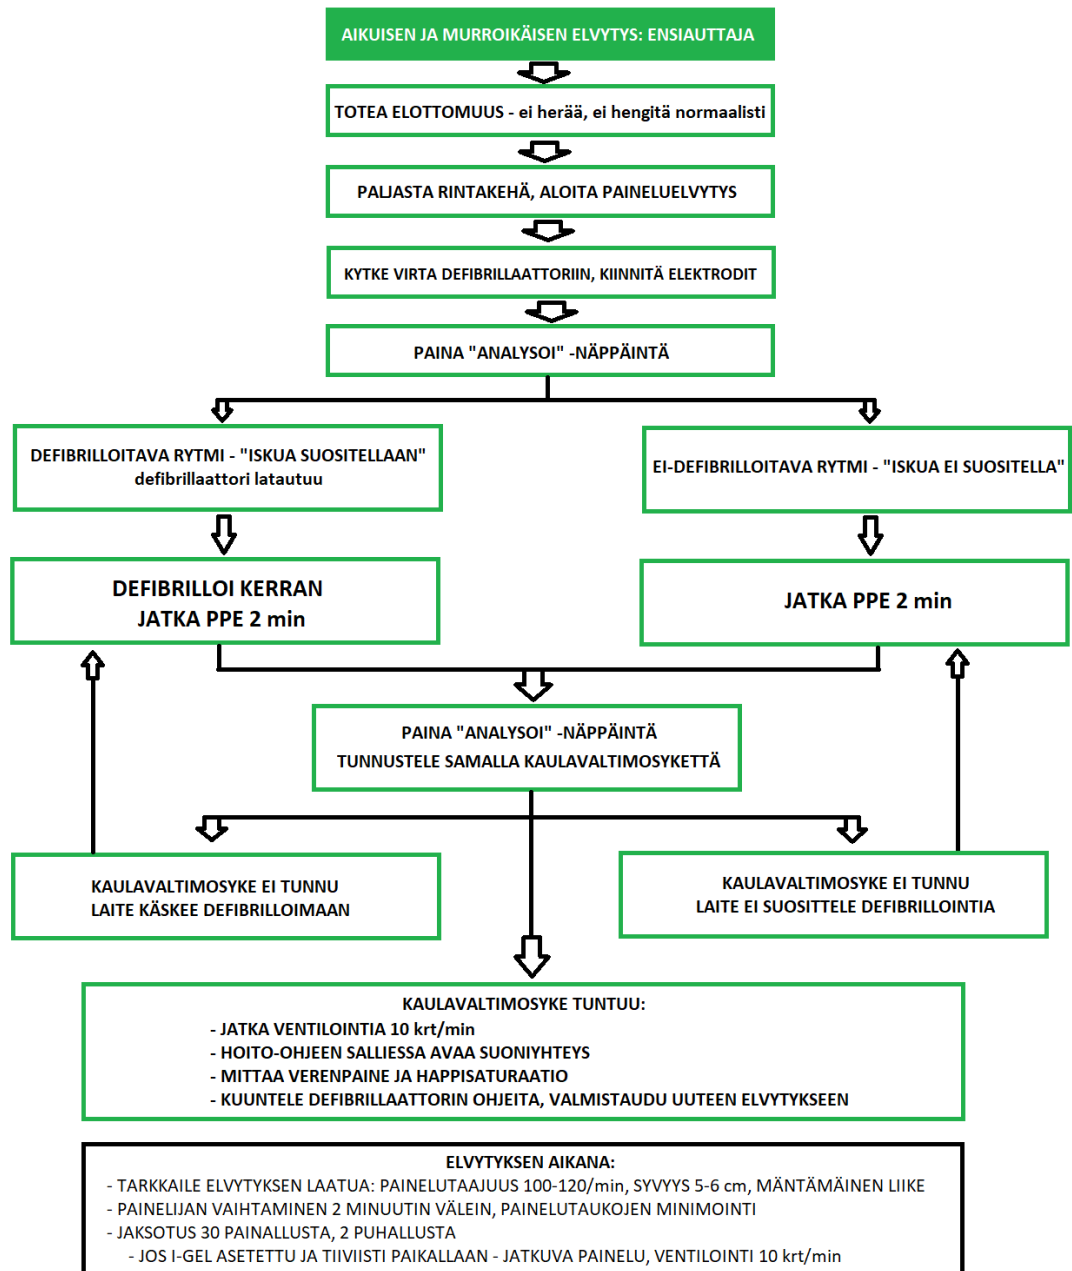 AIKUISEN JA MURROIKÄISEN ELVYTYS: ENSIAUTTAJA
TOTEA ELOTTOMUUS - ei herää, ei hengitä normaalisti
PALJASTA RINTAKEHÄ, ALOITA PAINELUELVYTYS
KYTKE VIRTA DEFIBRILLAATTORIIN, KIINNITÄ ELEKTRODIT
PAINA "ANALYSOI" -NÄPPÄINTÄ
DEFIBRILLOITAVA RYTMI - "ISKUA SUOSITELLAAN"
defibrillaattori latautuu
EI-DEFIBRILLOITAVA RYTMI - "ISKUA EI SUOSITELLA"
DEFIBRILLOI KERRAN
JATKA PPE 2 min
JATKA PPE 2 min
PAINA "ANALYSOI" -NÄPPÄINTÄ
TUNNUSTELE SAMALLA KAULAVALTIMOSYKETTÄ
KAULAVALTIMOSYKE EI TUNNU
LAITE KÄSKEE DEFIBRILLOIMAAN
KAULAVALTIMOSYKE EI TUNNU
LAITE EI SUOSITTELE DEFIBRILLOINTIA
KAULAVALTIMOSYKE TUNTUU:
- JATKA VENTILOINTIA 10 krt/min
- HOITO-OHJEEN SALLIESSA AVAA SUONIYHTEYS
- MITTAA VERENPAINE JA HAPPISATURAATIO
- KUUNTELE DEFIBRILLAATTORIN OHJEITA, VALMISTAUDU UUTEEN ELVYTYKSEEN
ELVYTYKSEN AIKANA:
- TARKKAILE ELVYTYKSEN LAATUA: PAINELUTAAJUUS 100-120/min, SYVYYS 5-6 cm, MÄNTÄMÄINEN LIIKE
- PAINELIJAN VAIHTAMINEN 2 MINUUTIN VÄLEIN, PAINELUTAUKOJEN MINIMOINTI
- JAKSOTUS 30 PAINALLUSTA, 2 PUHALLUSTA
- JOS I-GEL ASETETTU JA TIIVIISTI PAIKALLAAN - JATKUVA PAINELU, VENTILOINTI 10 krt/min